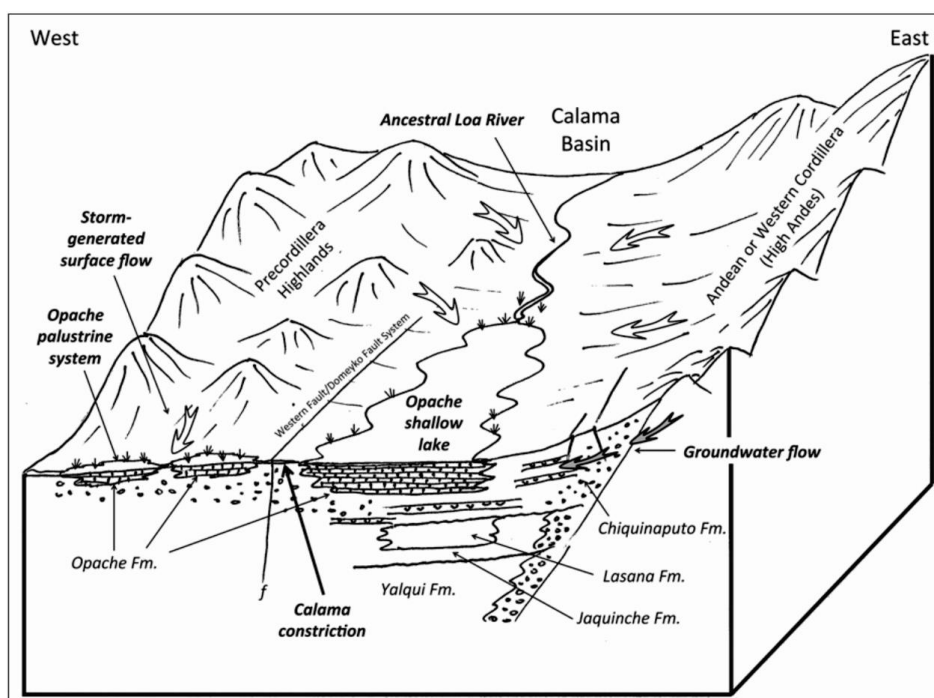 West
East
Ancestral Loa River
Calama
Basin
Storm-
generated
surface flow
Precordillera
Highlands
Andean or Western Cordillera
(High Andes)
Opache
palustrine
system
Western Fault/Domeyko Fault System
Opache
shallow
lake
Groundwater flow
Chiquinaputo Fm.
Opache Fm.
Lasana Fm.
Yalqui Fm.
Jaquinche Fm.
f
Calama
constriction